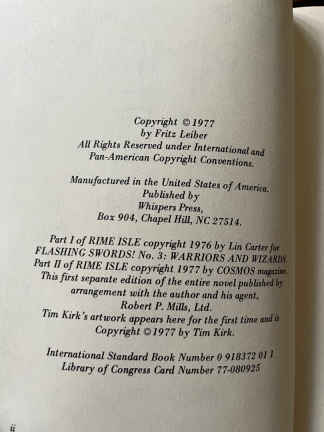 Copyright © 1977
by Fritz Leiber
All Rights Reserved under International and
Pan-American Copyright Conventions.
Manufactured in the United States of America.
Published by
Whispers Press,
Box 904, Chapel Hill, NC 27514.
Part I of RIME ISLE copyright 1976 by Lin Carter for
FLASHING SWORDS! No. 3: WARRIORS AND WIZARDS.
Part II of RIME ISLE copyright 1977 by COSMOS magazine.
This first separate edition of the entire novel published by
arrangement with the author and his agent,
Robert P. Mills, Ltd.
Tim Kirk's artwork appears here for the first time and is
Copyright © 1977 by Tim Kirk.
International Standard Book Number 0 918372 01 1
Library of Congress Card Number 77-080925
ii